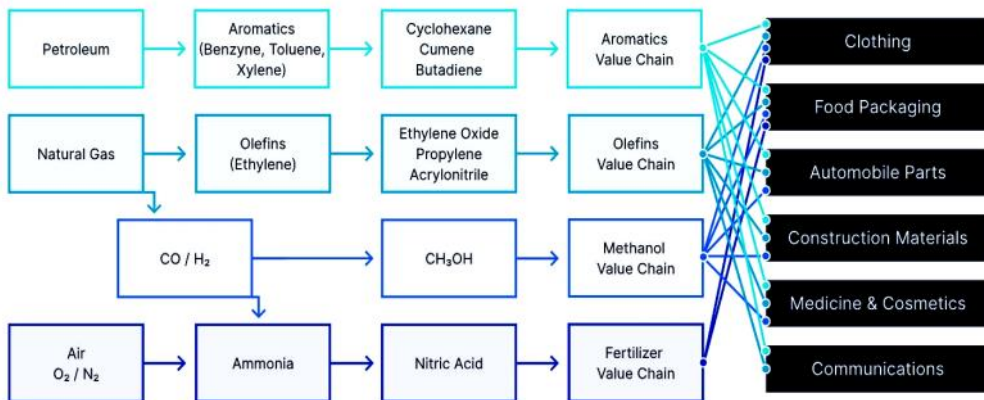 Petroleum
Aromatics
(Benzyne, Toluene,
Xylene)
Cyclohexane
Cumene
Butadiene
Aromatics
Value Chain
Clothing
Food Packaging
Natural Gas
Olefins
(Ethylene)
Ethylene Oxide
Propylene
Acrylonitrile
Olefins
Value Chain
Automobile Parts
CO / H₂
CH₃OH
Methanol
Value Chain
Construction Materials
Medicine & Cosmetics
Air
O₂ / N₂
Ammonia
Nitric Acid
Fertilizer
Value Chain
Communications